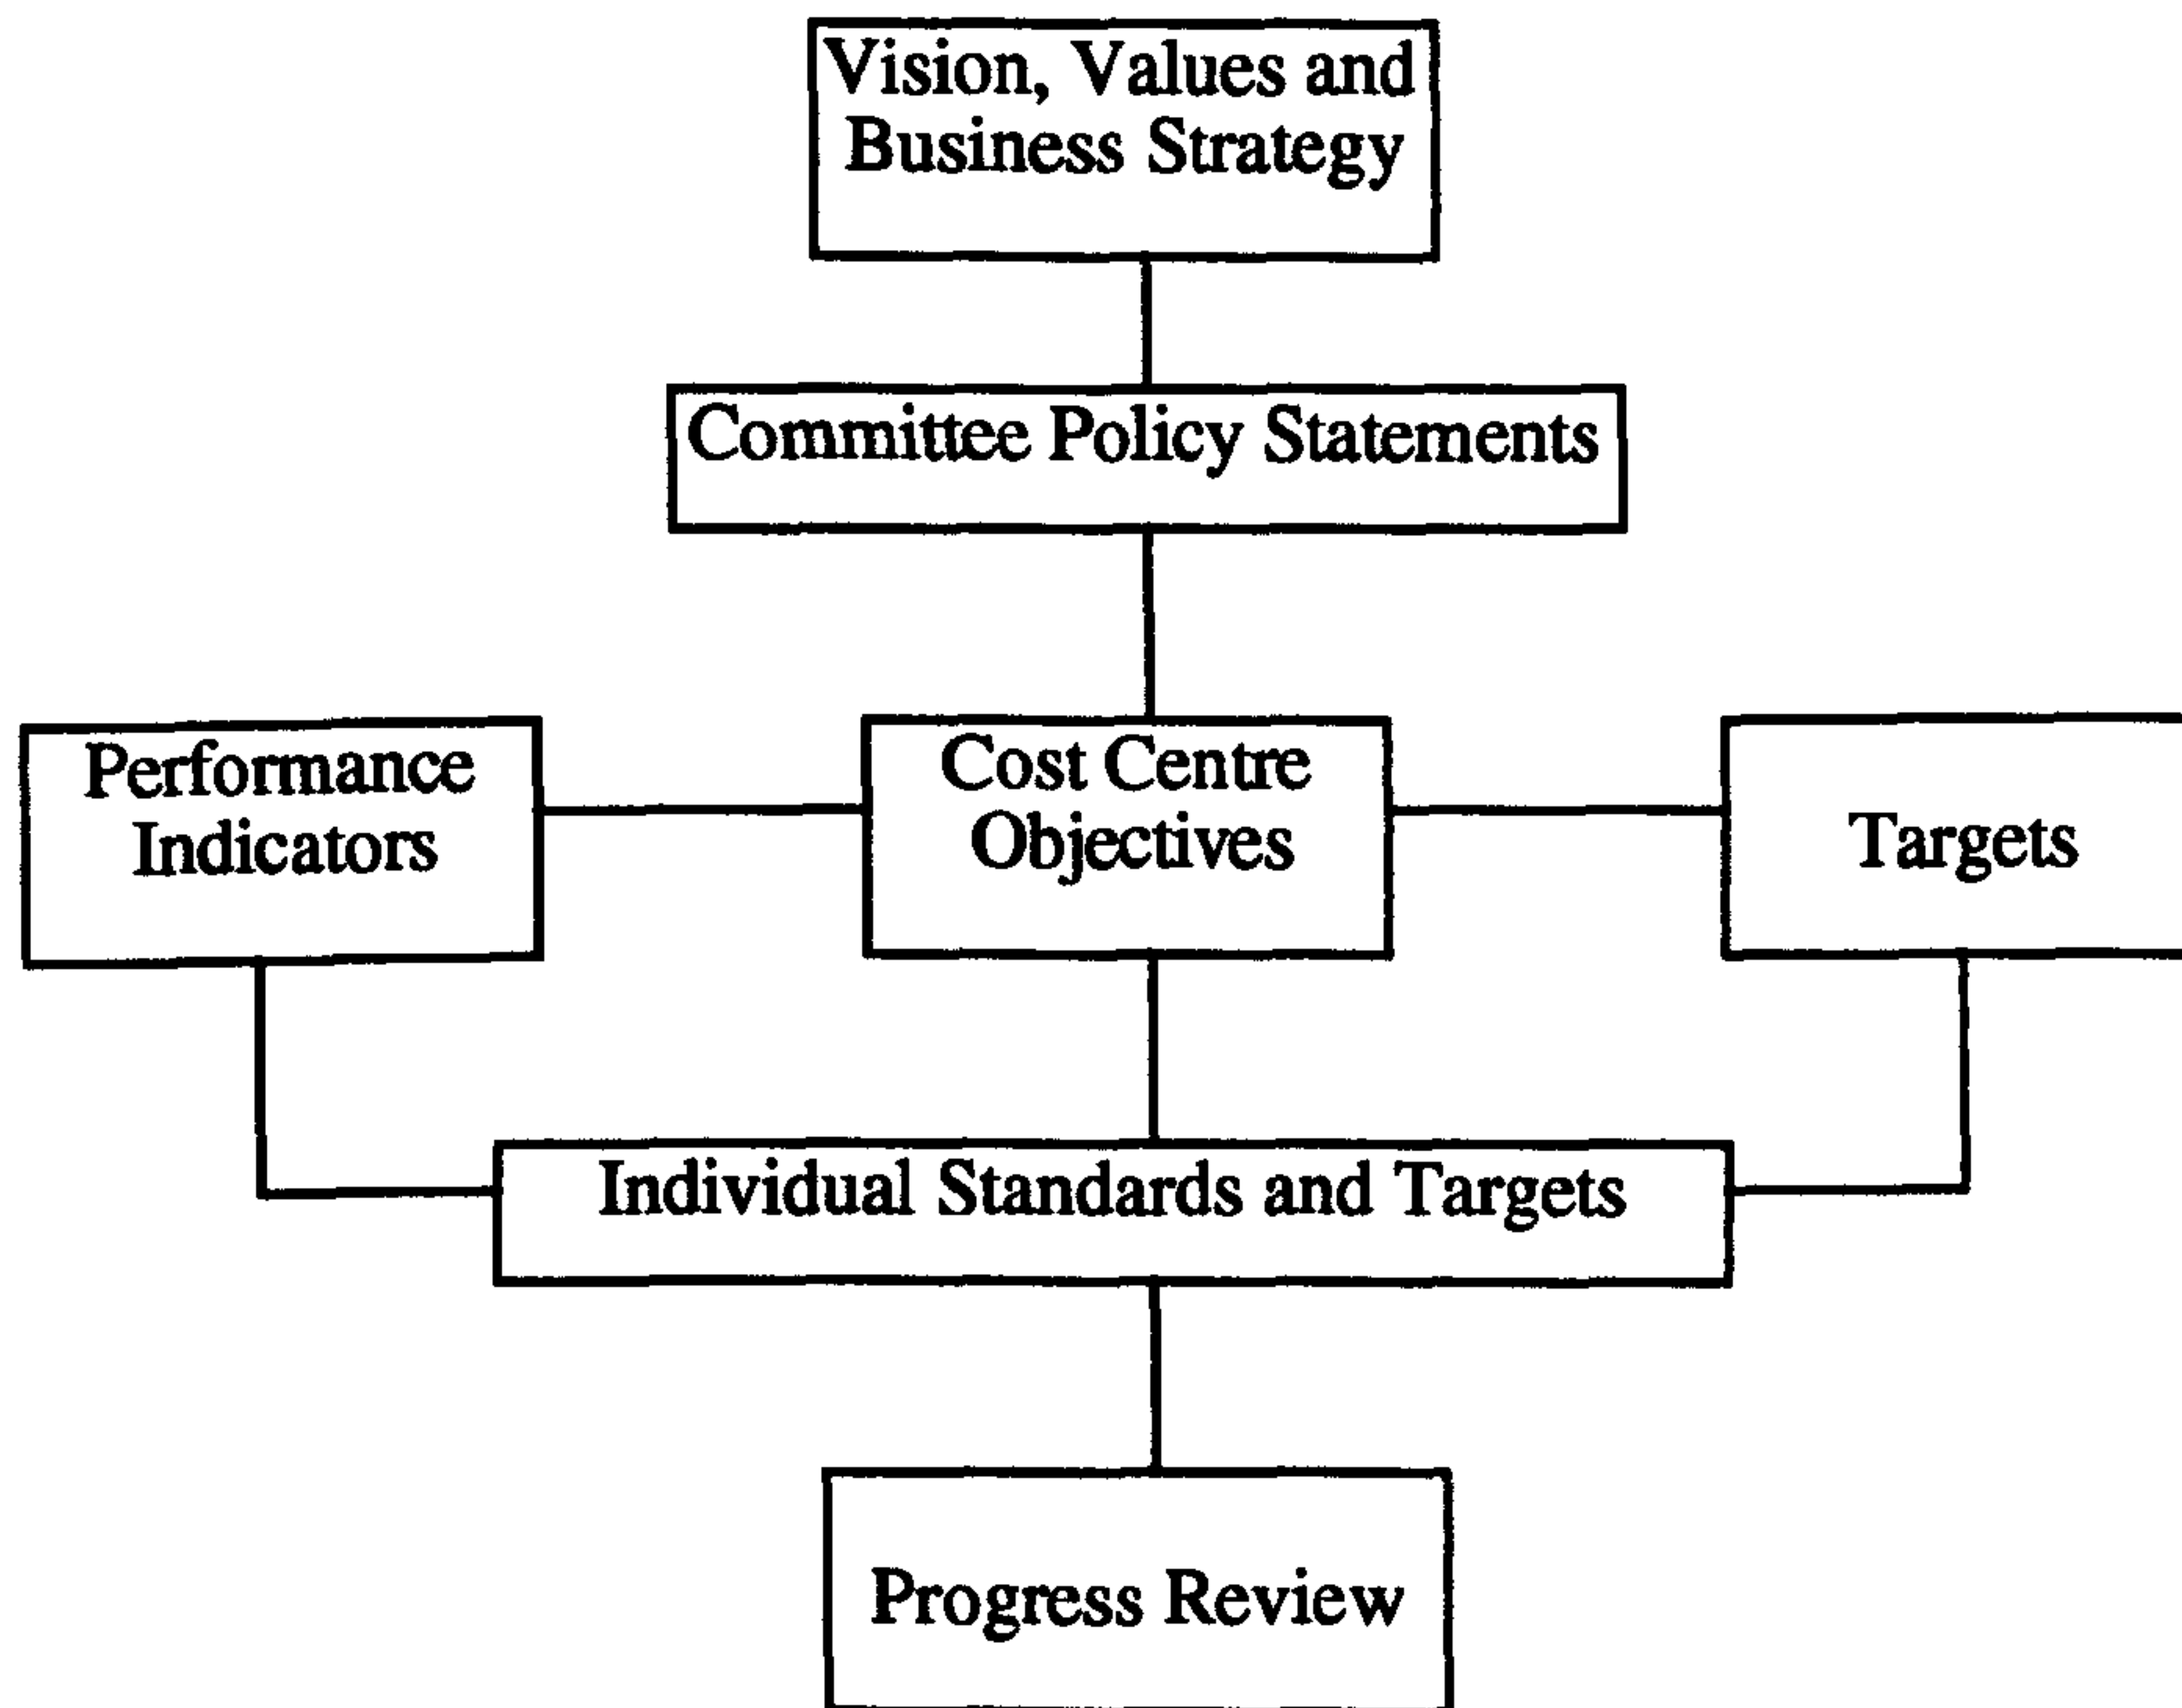 Vision, Values and
Business Strategy
Committee Policy Statements
Performance
Indicators
Cost Centre
Objectives
Targets
Individual Standards and Targets
Progress Review